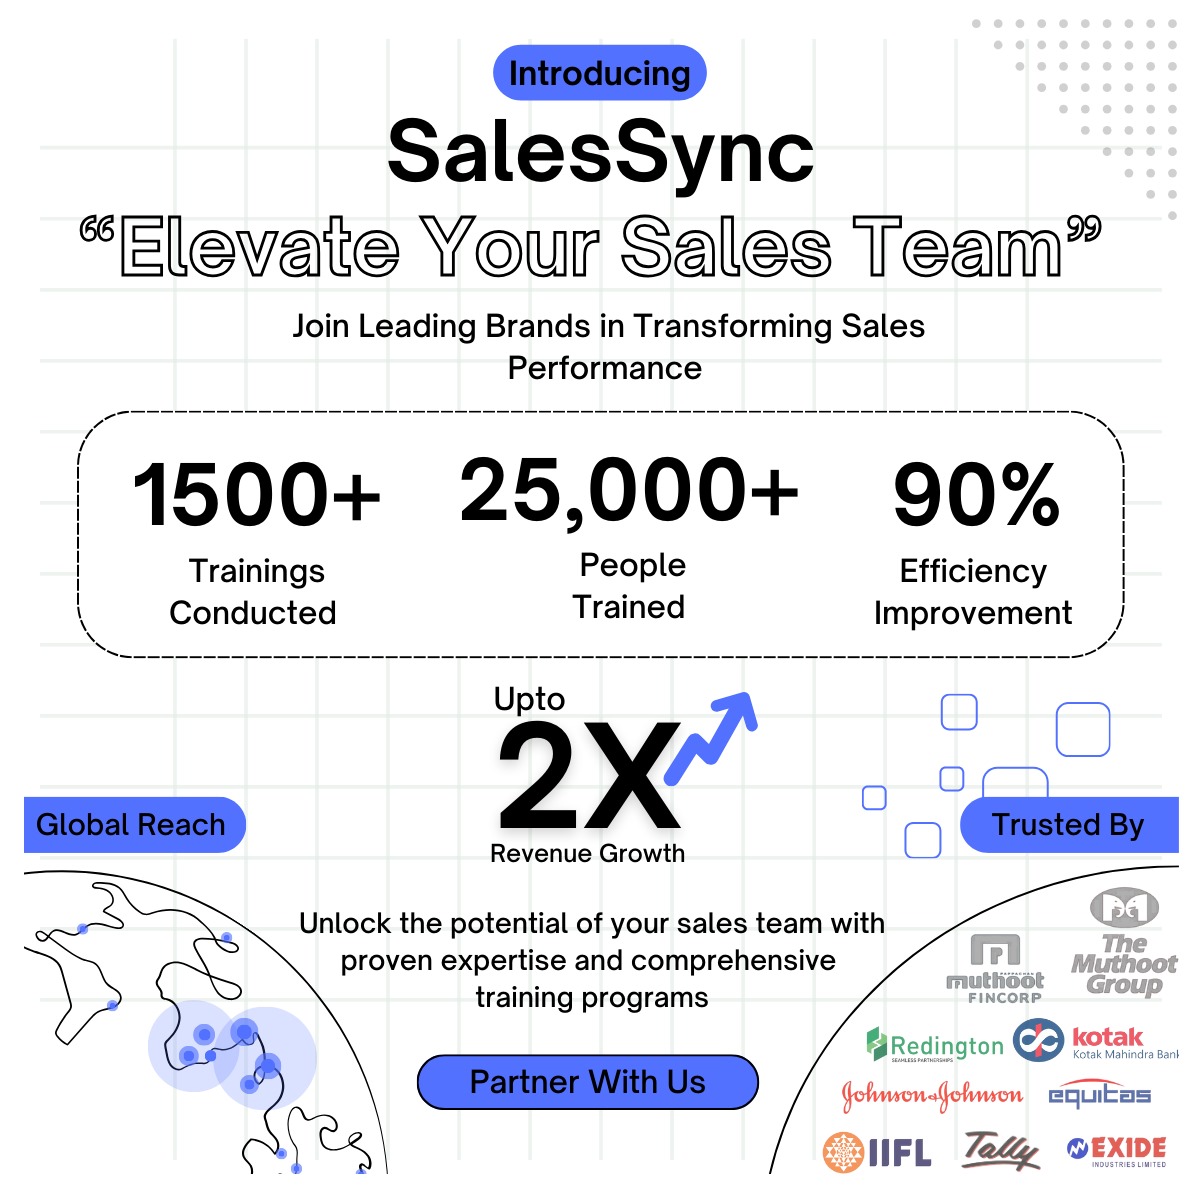 Introducing
SalesSync
“Elevate Your Sales Team”
Join Leading Brands in Transforming Sales
Performance
1500+
Trainings
Conducted
25,000+
People
Trained
90%
Efficiency
Improvement
Upto
2X
Revenue Growth
Global Reach
Trusted By
Unlock the potential of your sales team with
proven expertise and comprehensive
training programs
Partner With Us
muthoot
PAPPACHAN
FINCORP
The
Muthoot
Group
Redington
SEAMLESS PARTNERSHIPS
kotak
Kotak Mahindra Bank
Johnson&Johnson
equitas
IIFL
Tally
EXIDE
INDUSTRIES LIMITED